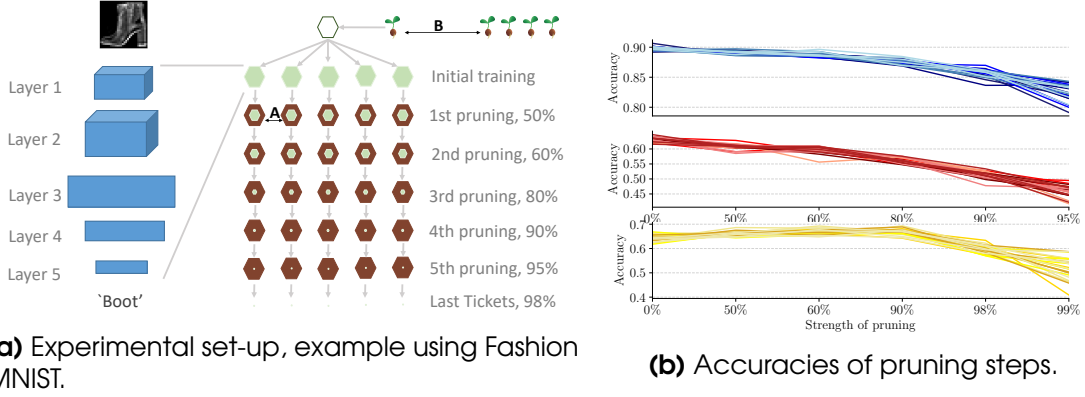 B
Layer 1
Layer 2
Layer 3
Layer 4
Layer 5
`Boot'
A
Initial training
1st pruning, 50%
2nd pruning, 60%
3rd pruning, 80%
4th pruning, 90%
5th pruning, 95%
Last Tickets, 98%
a) Experimental set-up, example using Fashion
MNIST.
Accuracy
0.90
0.85
0.80
Accuracy
0.60
0.55
0.50
0.45
0% 50% 60% 80% 90% 95%
Accuracy
0.7
0.6
0.5
0.4
0% 50% 60% 90% 98% 99%
Strength of pruning
(b) Accuracies of pruning steps.